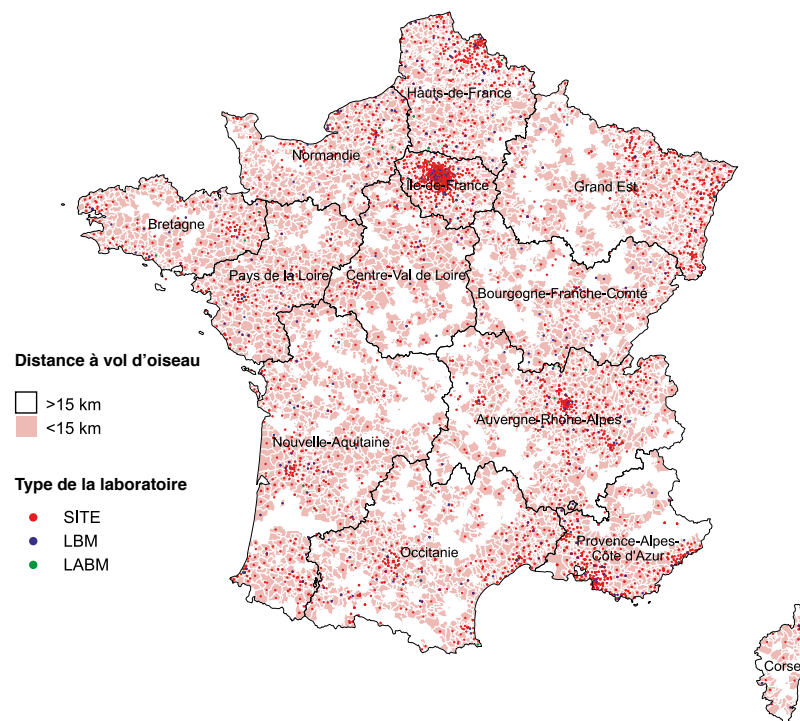 Hauts-de-France
Normandie
Île-de-France
Grand Est
Bretagne
Pays de la Loire
Centre-Val de Loire
Bourgogne-Franche-Comté
Distance à vol d'oiseau
>15 km
<15 km
Auvergne-Rhône-Alpes
Nouvelle-Aquitaine
Type de la laboratoire
SITE
LBM
LABM
Occitanie
Provence-Alpes-
Côte d'Azur
Corse